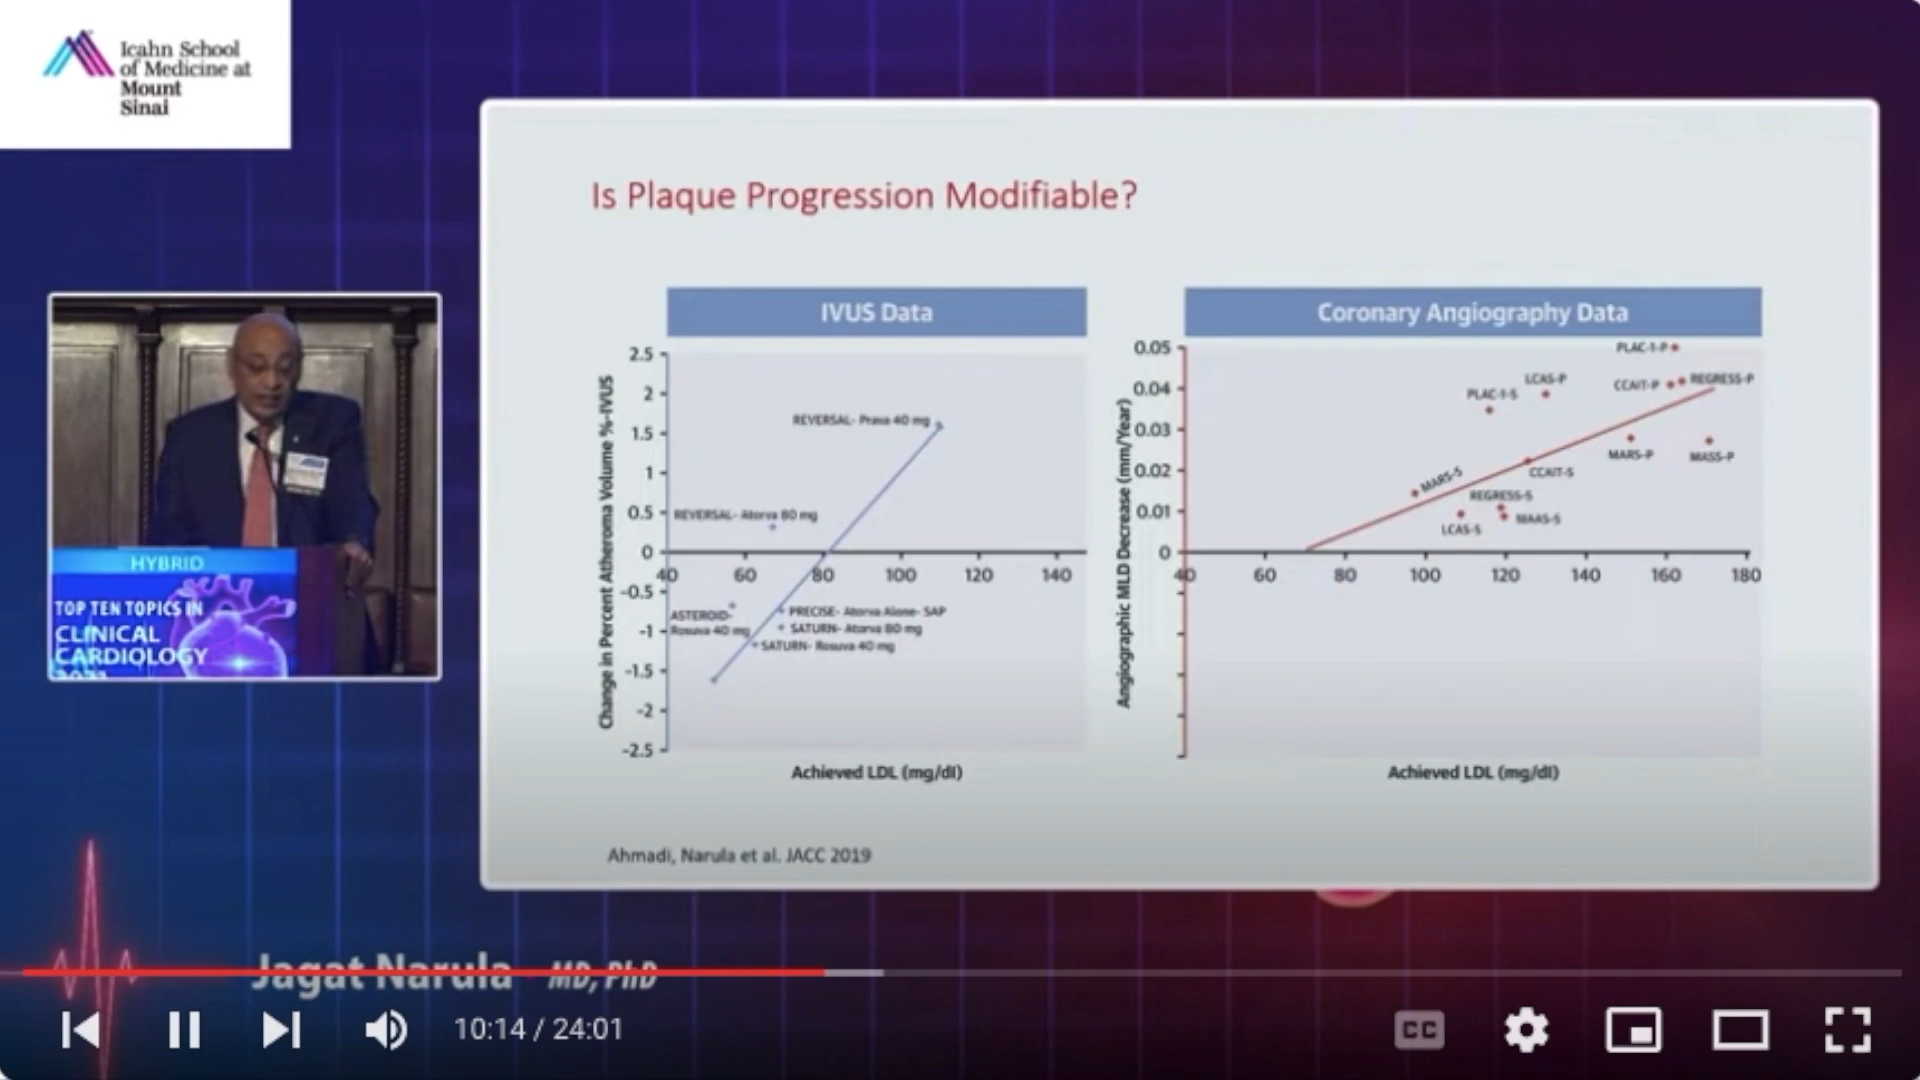 Icahn School
of Medicine at
Mount
Sinai
Is Plaque Progression Modifiable?
IVUS Data
Change in Percent Atheroma Volume %-IVUS
2.5
2
1.5
1
0.5
0
-0.5
-1
-1.5
-2
-2.5
40 60 80 100 120 140
REVERSAL- Prava 40 mg
REVERSAL- Atorva 80 mg
ASTEROID-
Rosuva 40 mg
PRECISE- Atorva Alone- SAP
SATURN- Atorva 80 mg
SATURN- Rosuva 40 mg
Achieved LDL (mg/dl)
Coronary Angiography Data
Angiographic MLD Decrease (mm/Year)
0.05
0.04
0.03
0.02
0.01
0
40 60 80 100 120 140 160 180
PLAC-1-P
LCAS-P
CCAIT-P
REGRESS-P
PLAC-1-S
MARS-P
MASS-P
MARS-S
CCAIT-S
REGRESS-S
LCAS-S
MAAS-S
Achieved LDL (mg/dl)
Ahmadi, Narula et al. JACC 2019
HYBRID
TOP TEN TOPICS IN
CLINICAL
CARDIOLOGY
2021
Jagat Narula MD, PhD
10:14 / 24:01
CC